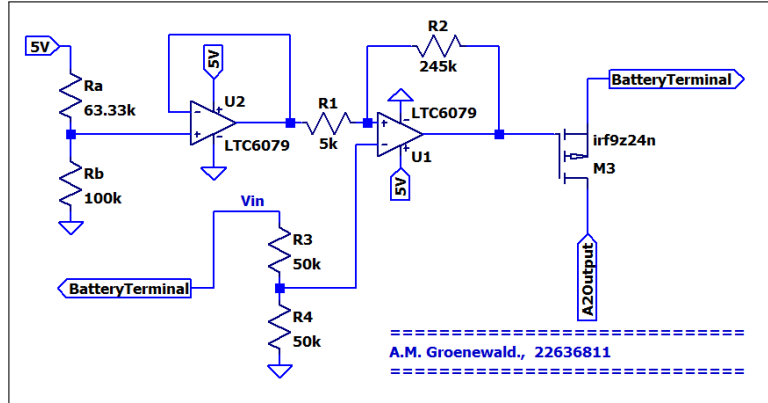 5V
Ra
63.33k
Rb
100k
5V
U2
LTC6079
R1
5k
R2
245k
LTC6079
U1
5V
BatteryTerminal
irf9z24n
M3
A2Output
Vin
BatteryTerminal
R3
50k
R4
50k
====================================
A.M. Groenewald., 22636811
====================================